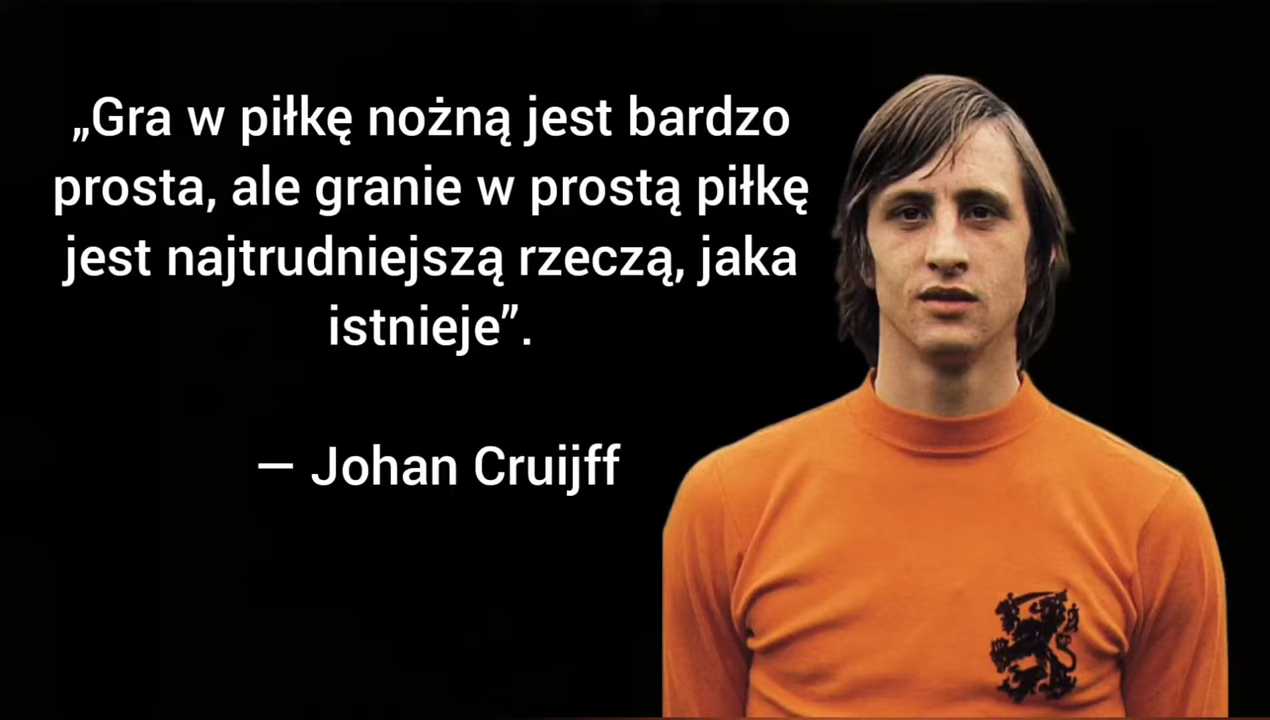 „Gra w piłkę nożną jest bardzo
prosta, ale granie w prostą piłkę
jest najtrudniejszą rzeczą, jaka
istnieje”.
— Johan Cruijff